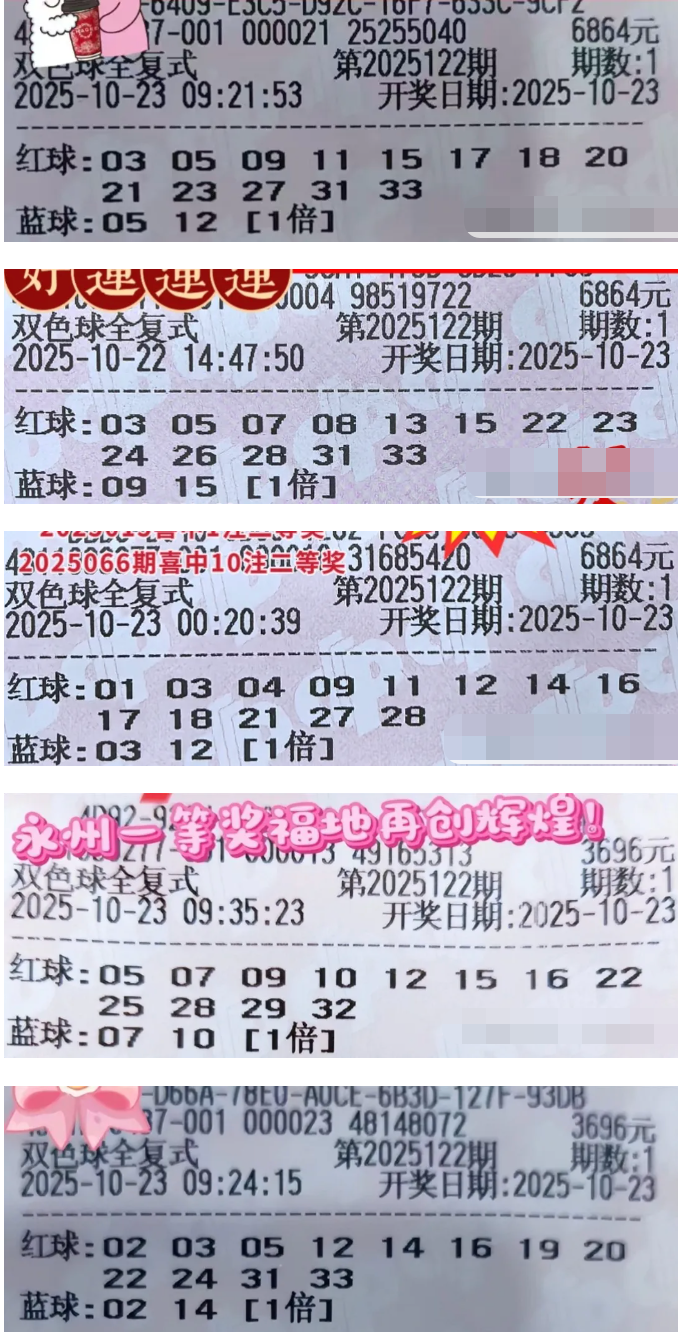 -6409-E3C5-D92C-16F7-633C-9CF2
7-001 000021 25255040 6864元
双色球全复式 第2025122期 期数:1
2025-10-23 09:21:53 开奖日期:2025-10-23
红球:03 05 09 11 15 17 18 20
21 23 27 31 33
蓝球:05 12 [1倍]
好運運運
0004 98519722 6864元
双色球全复式 第2025122期 期数:1
2025-10-22 14:47:50 开奖日期:2025-10-23
红球:03 05 07 08 13 15 22 23
24 26 28 31 33
蓝球:09 15 [1倍]
2025066期喜中10注二等奖
31685420 6864元
双色球全复式 第2025122期 期数:1
2025-10-23 00:20:39 开奖日期:2025-10-23
红球:01 03 04 09 11 12 14 16
17 18 21 27 28
蓝球:03 12 [1倍]
永州一等奖福地再创辉煌!
000013 49165313 3696元
双色球全复式 第2025122期 期数:1
2025-10-23 09:35:23 开奖日期:2025-10-23
红球:05 07 09 10 12 15 16 22
25 28 29 32
蓝球:07 10 [1倍]
-D66A-78E0-A0CE-6B3D-127F-93DB
37-001 000023 48148072 3696元
双色球全复式 第2025122期 期数:1
2025-10-23 09:24:15 开奖日期:2025-10-23
红球:02 03 05 12 14 16 19 20
22 24 31 33
蓝球:02 14 [1倍]